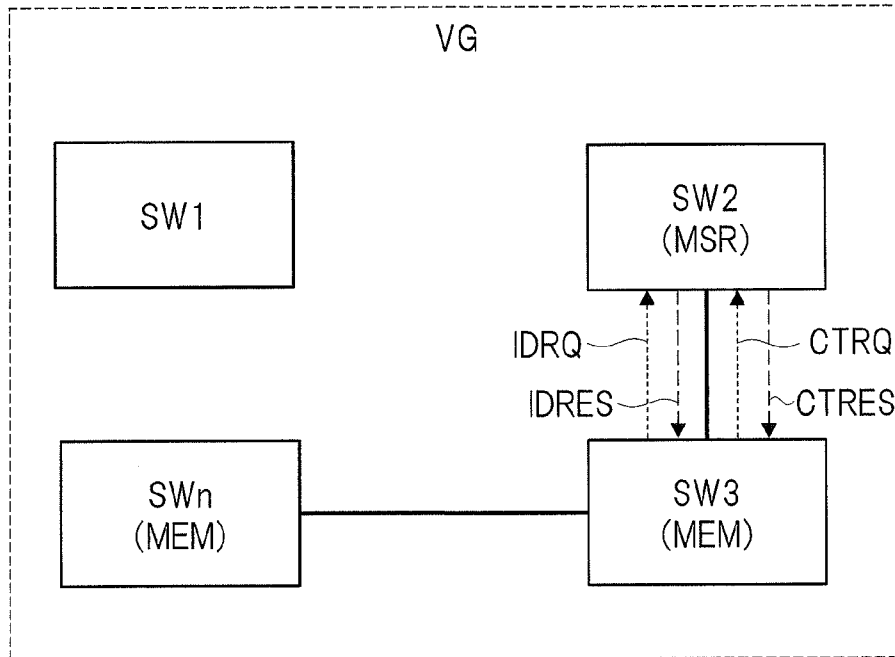 VG
SW1
SW2
(MSR)
IDRQ
CTRQ
IDRES
CTRES
SWn
(MEM)
SW3
(MEM)